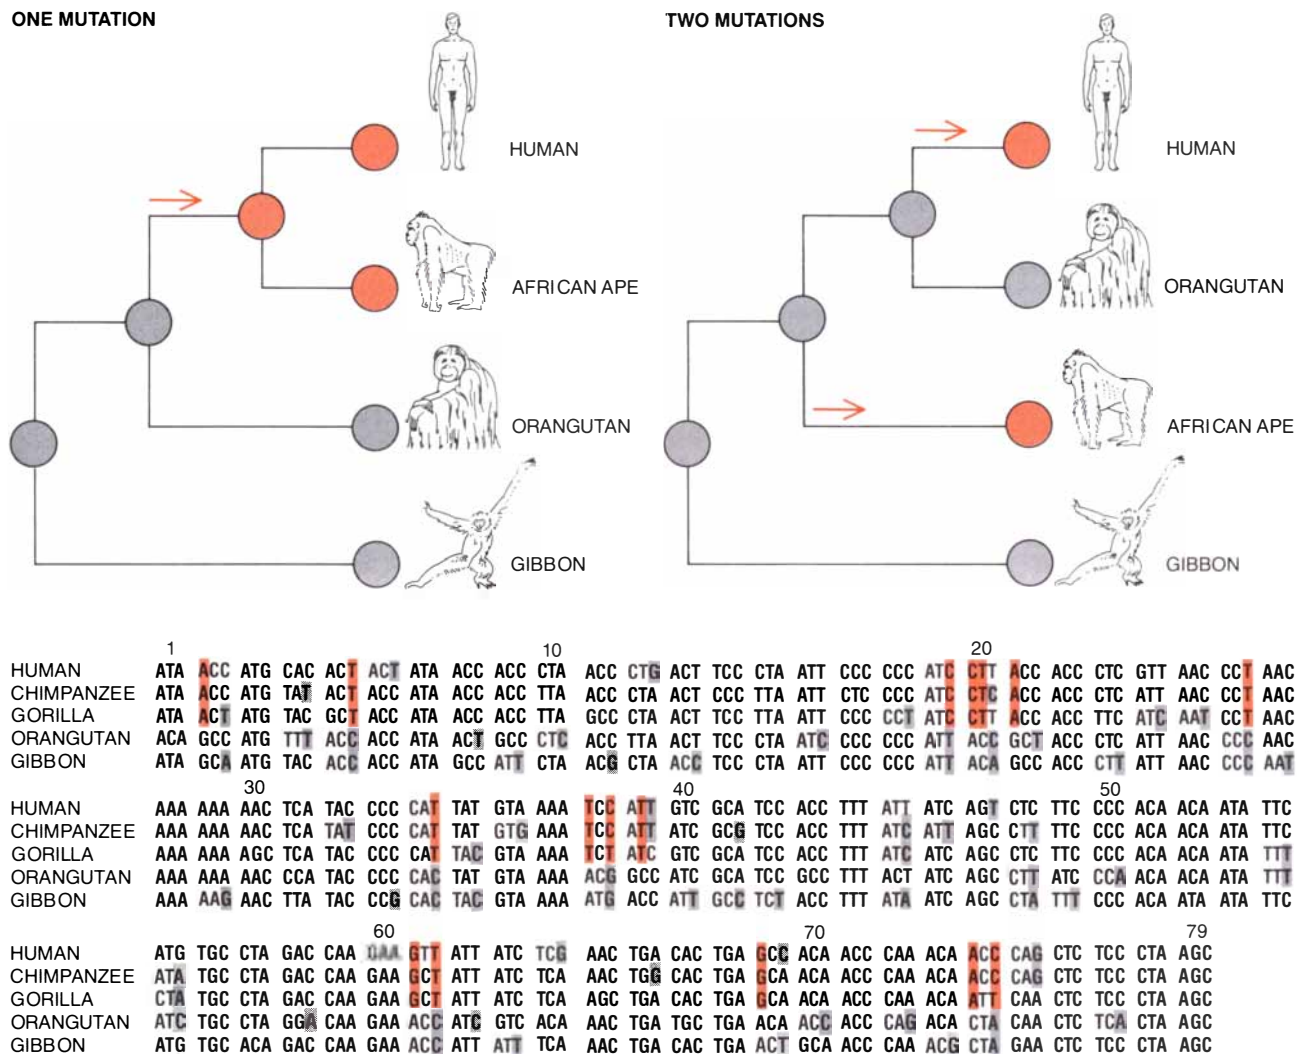 ONE MUTATION
TWO MUTATIONS
HUMAN
HUMAN
AFRICAN APE
ORANGUTAN
ORANGUTAN
AFRICAN APE
GIBBON
GIBBON
1 10 20
HUMAN ATA ACC ATG CAC ACT ACT ATA ACC ACC CTA ACC CTG ACT TCC CTA ATT CCC CCC ATC CTT ACC ACC CTC GTT AAC CCT AAC
CHIMPANZEE ATA ACC ATG TAT ACT ACC ATA ACC ACC TTA ACC CTA ACT CCC TTA ATT CTC CCC ATC CTC ACC ACC CTC ATT AAC CCT AAC
GORILLA ATA ACT ATG TAC GCT ACC ATA ACC ACC TTA GCC CTA ACT TCC TTA ATT CCC CCT ATC CTT ACC ACC TTC ATC AAT CCT AAC
ORANGUTAN ACA GCC ATG TTT ACC ACC ATA ACT GCC CTC ACC TTA ACT TCC CTA ATC CCC CCC ATT ACC GCT ACC CTC ATT AAC CCC AAC
GIBBON ATA GCA ATG TAC ACC ACC ATA GCC ATT CTA ACG CTA ACC TCC CTA ATT CCC CCC ATT ACA GCC ACC CTT ATT AAC CCC AAT
30 40 50
HUMAN AAA AAA AAC TCA TAC CCC CAT TAT GTA AAA TCC ATT GTC GCA TCC ACC TTT ATT ATC AGT CTC TTC CCC ACA ACA ATA TTC
CHIMPANZEE AAA AAA AAC TCA TAT CCC CAT TAT GTG AAA TCC ATT ATC GCG TCC ACC TTT ATC ATT AGC CTT TTC CCC ACA ACA ATA TTC
GORILLA AAA AAA AGC TCA TAC CCC CAT TAC GTA AAA TCT ATC GTC GCA TCC ACC TTT ATC ATC AGC CTC TTC CCC ACA ACA ATA TTT
ORANGUTAN AAA AAA AAC CCA TAC CCC CAC TAT GTA AAA ACG GCC ATC GCA TCC GCC TTT ACT ATC AGC CTT ATC CCA ACA ACA ATA TTT
GIBBON AAA AAG AAC TTA TAC CCG CAC TAC GTA AAA ATG ACC ATT GCC TCT ACC TTT ATA ATC AGC CTA TTT CCC ACA ATA ATA TTC
60 70 79
HUMAN ATG TGC CTA GAC CAA GAA GTT ATT ATC TCG AAC TGA CAC TGA GCC ACA ACC CAA ACA ACC CAG CTC TCC CTA AGC
CHIMPANZEE ATA TGC CTA GAC CAA GAA GCT ATT ATC TCA AAC TGG CAC TGA GCA ACA ACC CAA ACA ACC CAG CTC TCC CTA AGC
GORILLA CTA TGC CTA GAC CAA GAA GCT ATT ATC TCA AGC TGA CAC TGA GCA ACA ACC CAA ACA ATT CAA CTC TCC CTA AGC
ORANGUTAN ATC TGC CTA GGA CAA GAA ACC ATC GTC ACA AAC TGA TGC TGA ACA ACC ACC CAG ACA CTA CAA CTC TCA CTA AGC
GIBBON ATG TGC ACA GAC CAA GAA ACC ATT ATT TCA AAC TGA CAC TGA ACT GCA ACC CAA ACG CTA GAA CTC TCC CTA AGC